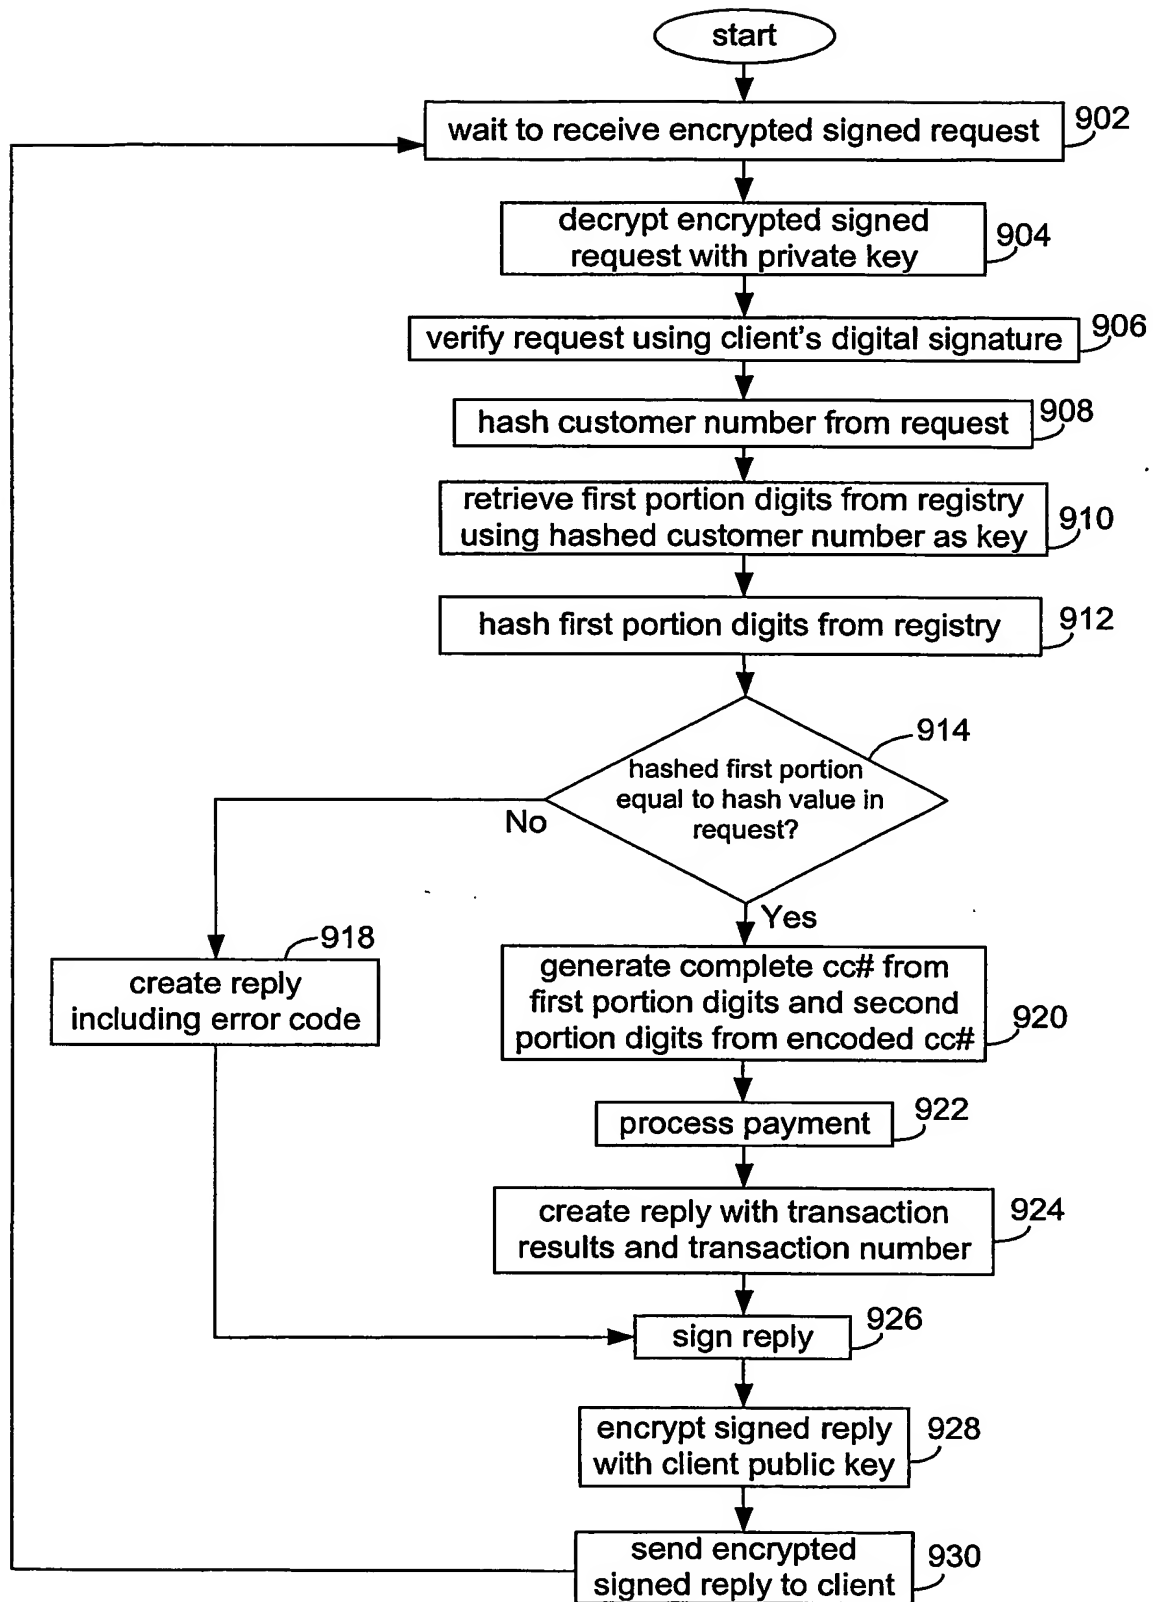 start
wait to receive encrypted signed request
902
decrypt encrypted signed
request with private key
904
verify request using client's digital signature
906
hash customer number from request
908
retrieve first portion digits from registry
using hashed customer number as key
910
hash first portion digits from registry
912
914
hashed first portion
equal to hash value in
request?
No
Yes
918
create reply
including error code
generate complete cc# from
first portion digits and second
portion digits from encoded cc#
920
process payment
922
create reply with transaction
results and transaction number
924
sign reply
926
encrypt signed reply
with client public key
928
send encrypted
signed reply to client
930